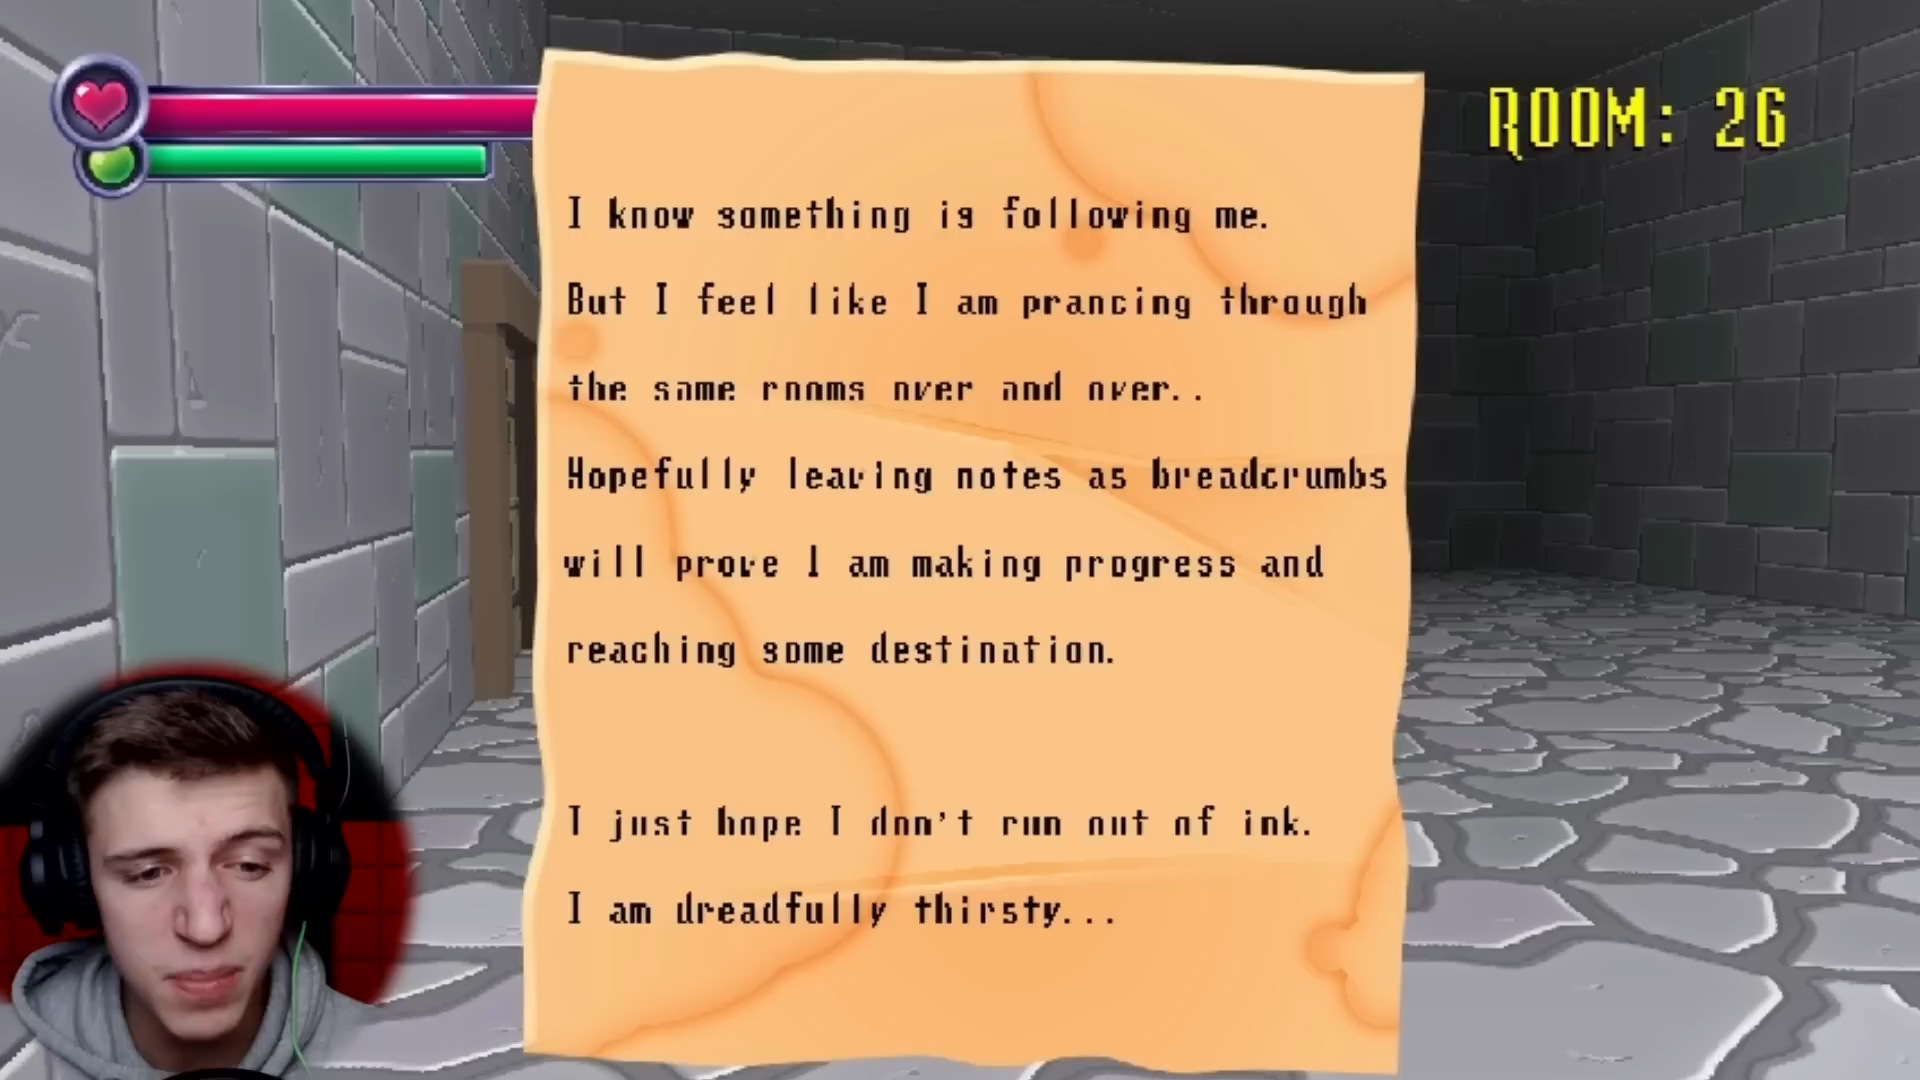 ROOM: 26
I know something is following me.
But I feel like I am prancing through
the same rooms over and over..
Hopefully leaving notes as breadcrumbs
will prove I am making progress and
reaching some destination.
I just hope I don't run out of ink.
I am dreadfully thirsty...